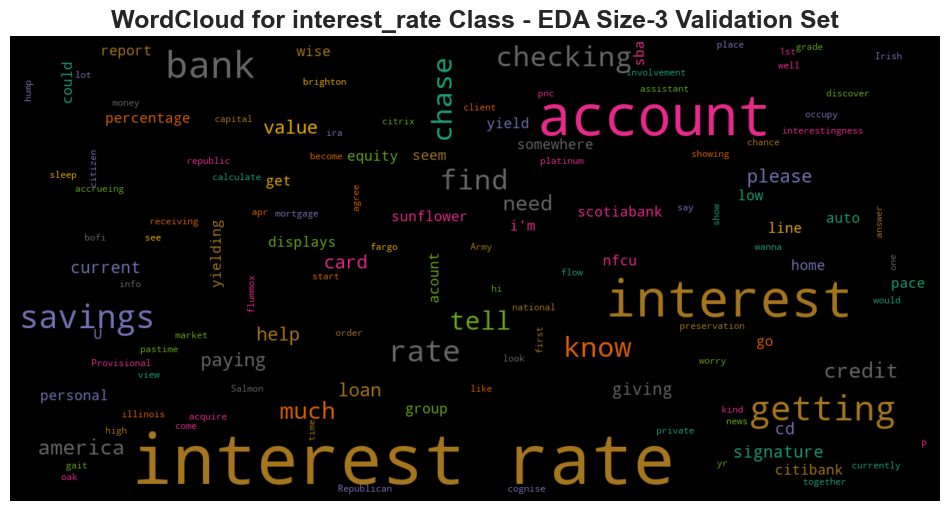 WordCloud for interest_rate Class - EDA Size-3 Validation Set
report
wise
place
1st
grade
bank
checking
sba
well
Irish
could
lot
hump
brighton
involvement
assistant
chase
money
pnc
client
discover
account
percentage
capital
value
citrix
yield
occupy
ira
interestingness
somewhere
chance
equity
seem
become
showing
republic
platinum
citizen
sleep
calculate
get
find
please
accrueing
apr
mortgage
agree
need
low
receiving
sunflower
scotiabank
say
show
auto
answer
i'm
line
bofi
see
yielding
displays
fargo
Army
wanna
current
card
acount
nfcu
home
one
info
flummox
start
flow
pace
hi
would
interest
savings
U
national
tell
first
preservation
market
help
order
know
go
pastime
rate
look
Provisional
paying
worry
view
credit
personal
Salmon
loan
like
giving
getting
illinois
much
group
kind
acquire
come
news
high
time
private
cd
america
signature
P
interest rate
gait
yr
citibank
currently
oak
together
Republican
cognise